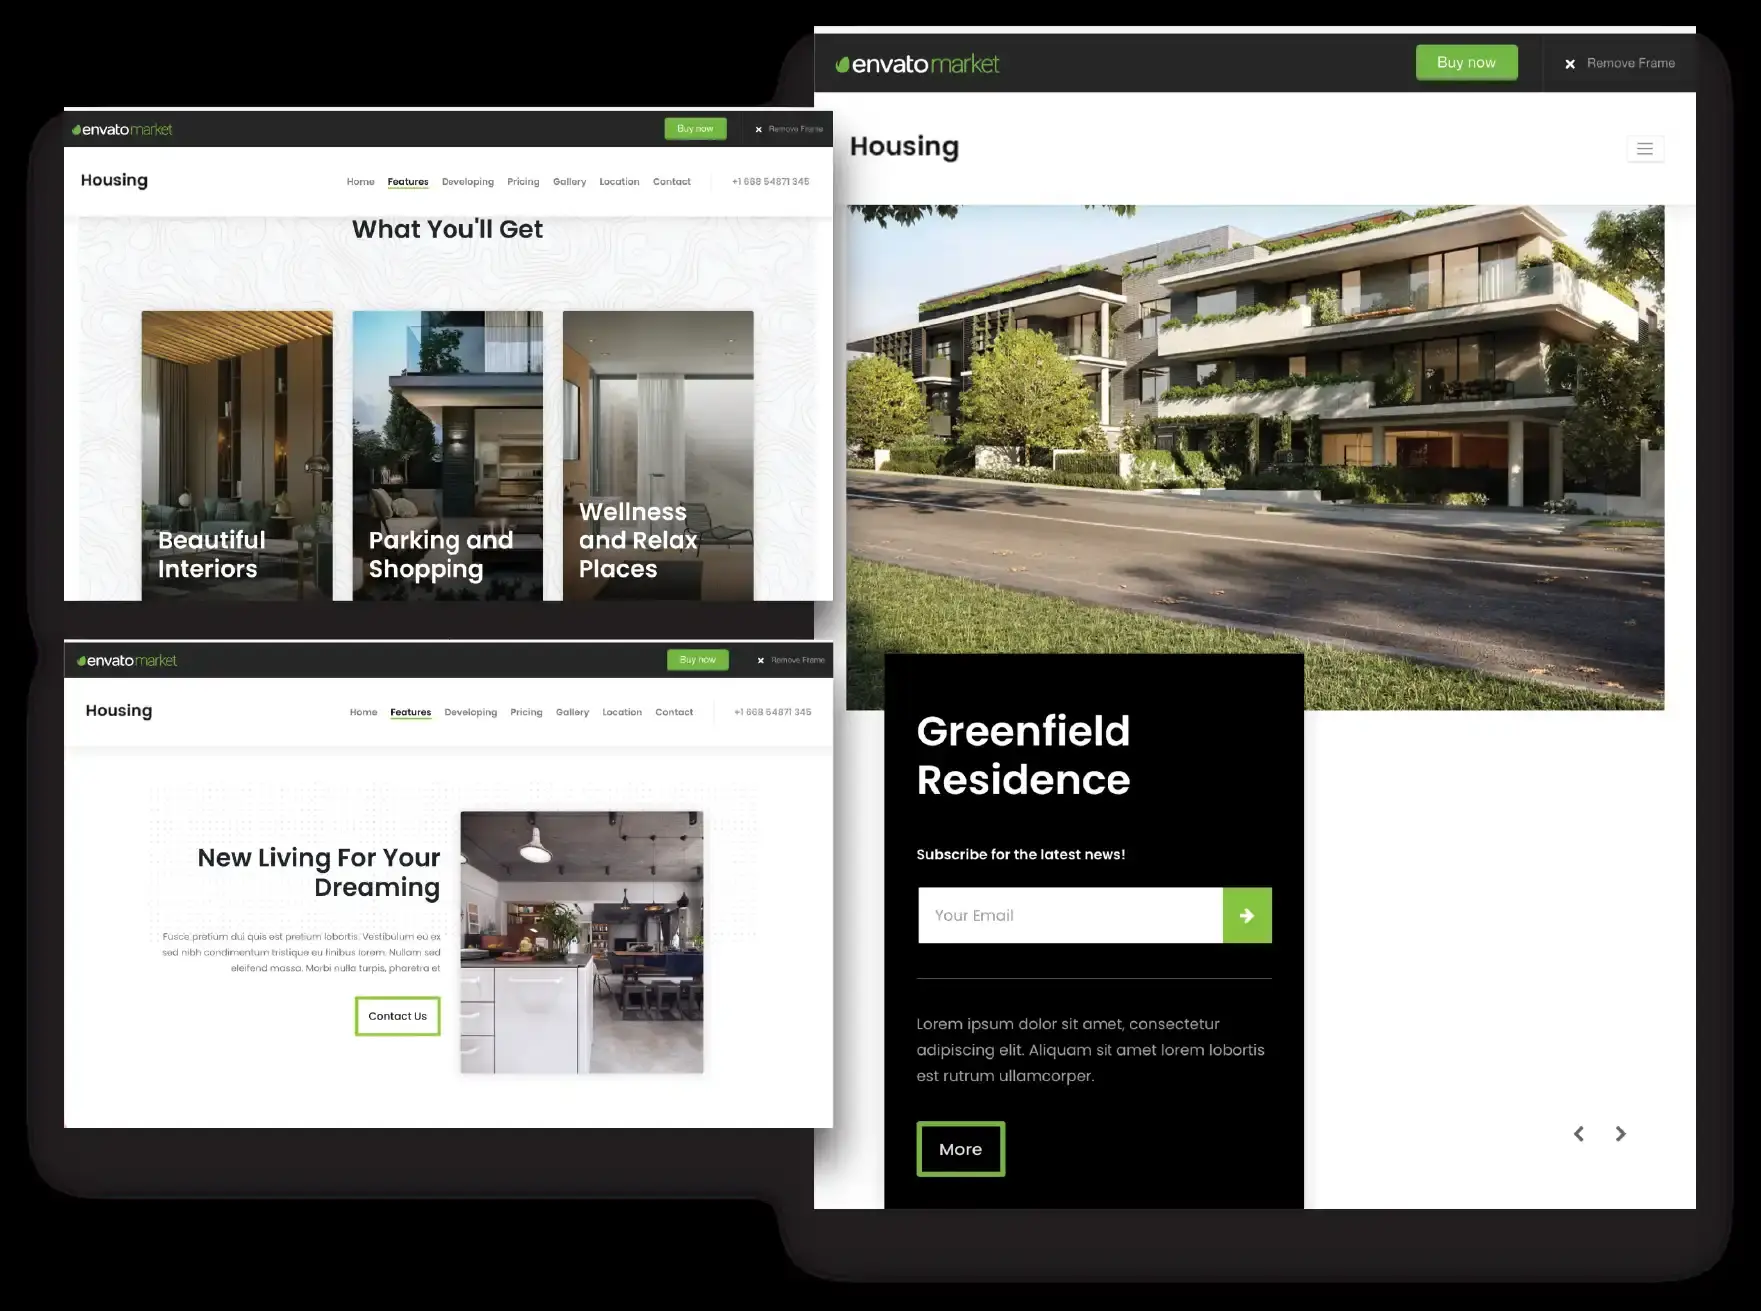 envatomarket
Buy now
× Remove Frame
Housing
Home Features Developing Pricing Gallery Location Contact +1 668 54871 345
What You'll Get
Beautiful
Interiors
Parking and
Shopping
Wellness
and Relax
Places
envatomarket
Buy now
× Remove Frame
Housing
Home Features Developing Pricing Gallery Location Contact +1 668 54871 345
New Living For Your
Dreaming
Fusce pretium dui quis est pretium lobortis. Vestibulum eu ex
sed nibh condimentum tristique eu finibus lorem. Nullam sed
eleifend massa. Morbi nulla turpis, pharetra et
Contact Us
envatomarket
Buy now
× Remove Frame
Housing
Greenfield
Residence
Subscribe for the latest news!
Your Email
Lorem ipsum dolor sit amet, consectetur
adipiscing elit. Aliquam sit amet lorem lobortis
est rutrum ullamcorper.
More